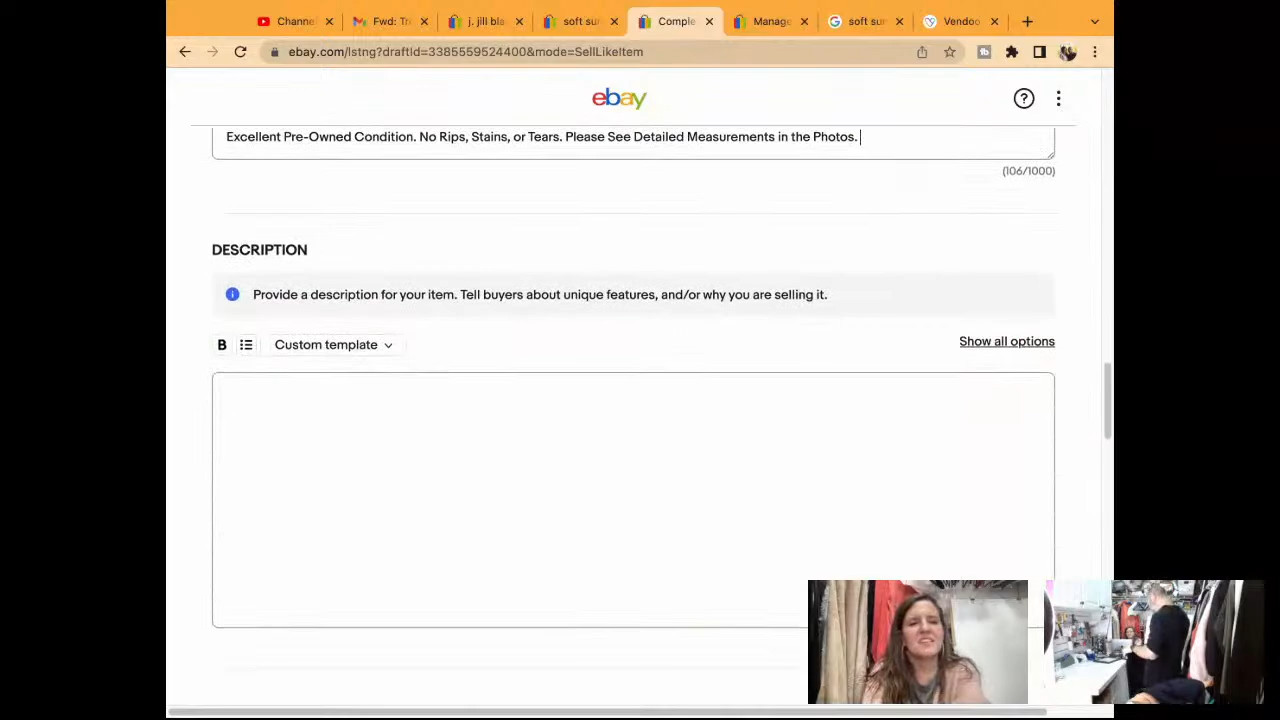 Channe
Fwd: Tr
j. jill bla
soft sur
Comple
Manage
soft sur
Vendoo
ebay.com/lstng?draftId=3385559524400&mode=SellLikeItem
ebay
Excellent Pre-Owned Condition. No Rips, Stains, or Tears. Please See Detailed Measurements in the Photos.
(106/1000)
DESCRIPTION
Provide a description for your item. Tell buyers about unique features, and/or why you are selling it.
B
Custom template
Show all options